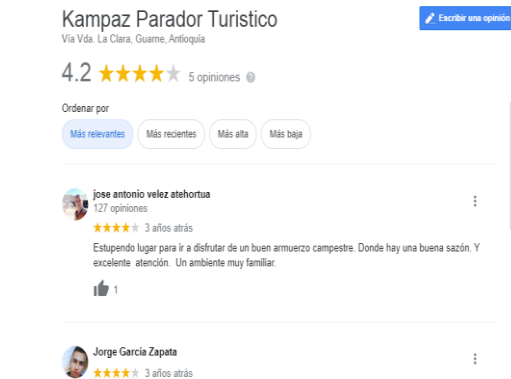 Kampaz Parador Turistico
Via Vda. La Clara, Guarne, Antioquia
Escribir una opinión
4.2
5 opiniones
Ordenar por
Más relevantes
Más recientes
Más alta
Más baja
jose antonio velez atehortua
127 opiniones
3 años atrás
Estupendo lugar para ir a disfrutar de un buen armuerzo campestre. Donde hay una buena sazón. Y
excelente atención. Un ambiente muy familiar.
1
Jorge García Zapata
3 años atrás